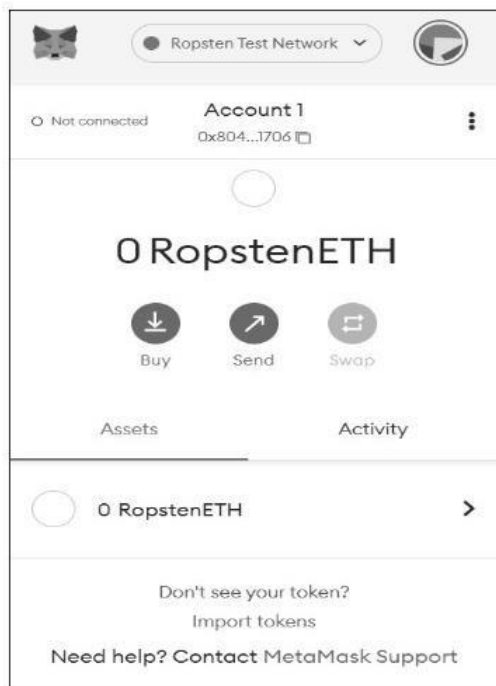 Ropsten Test Network
Not connected
Account 1
0x804...1706
0 RopstenETH
Buy
Send
Swap
Assets
Activity
0 RopstenETH
Don't see your token?
Import tokens
Need help? Contact MetaMask Support